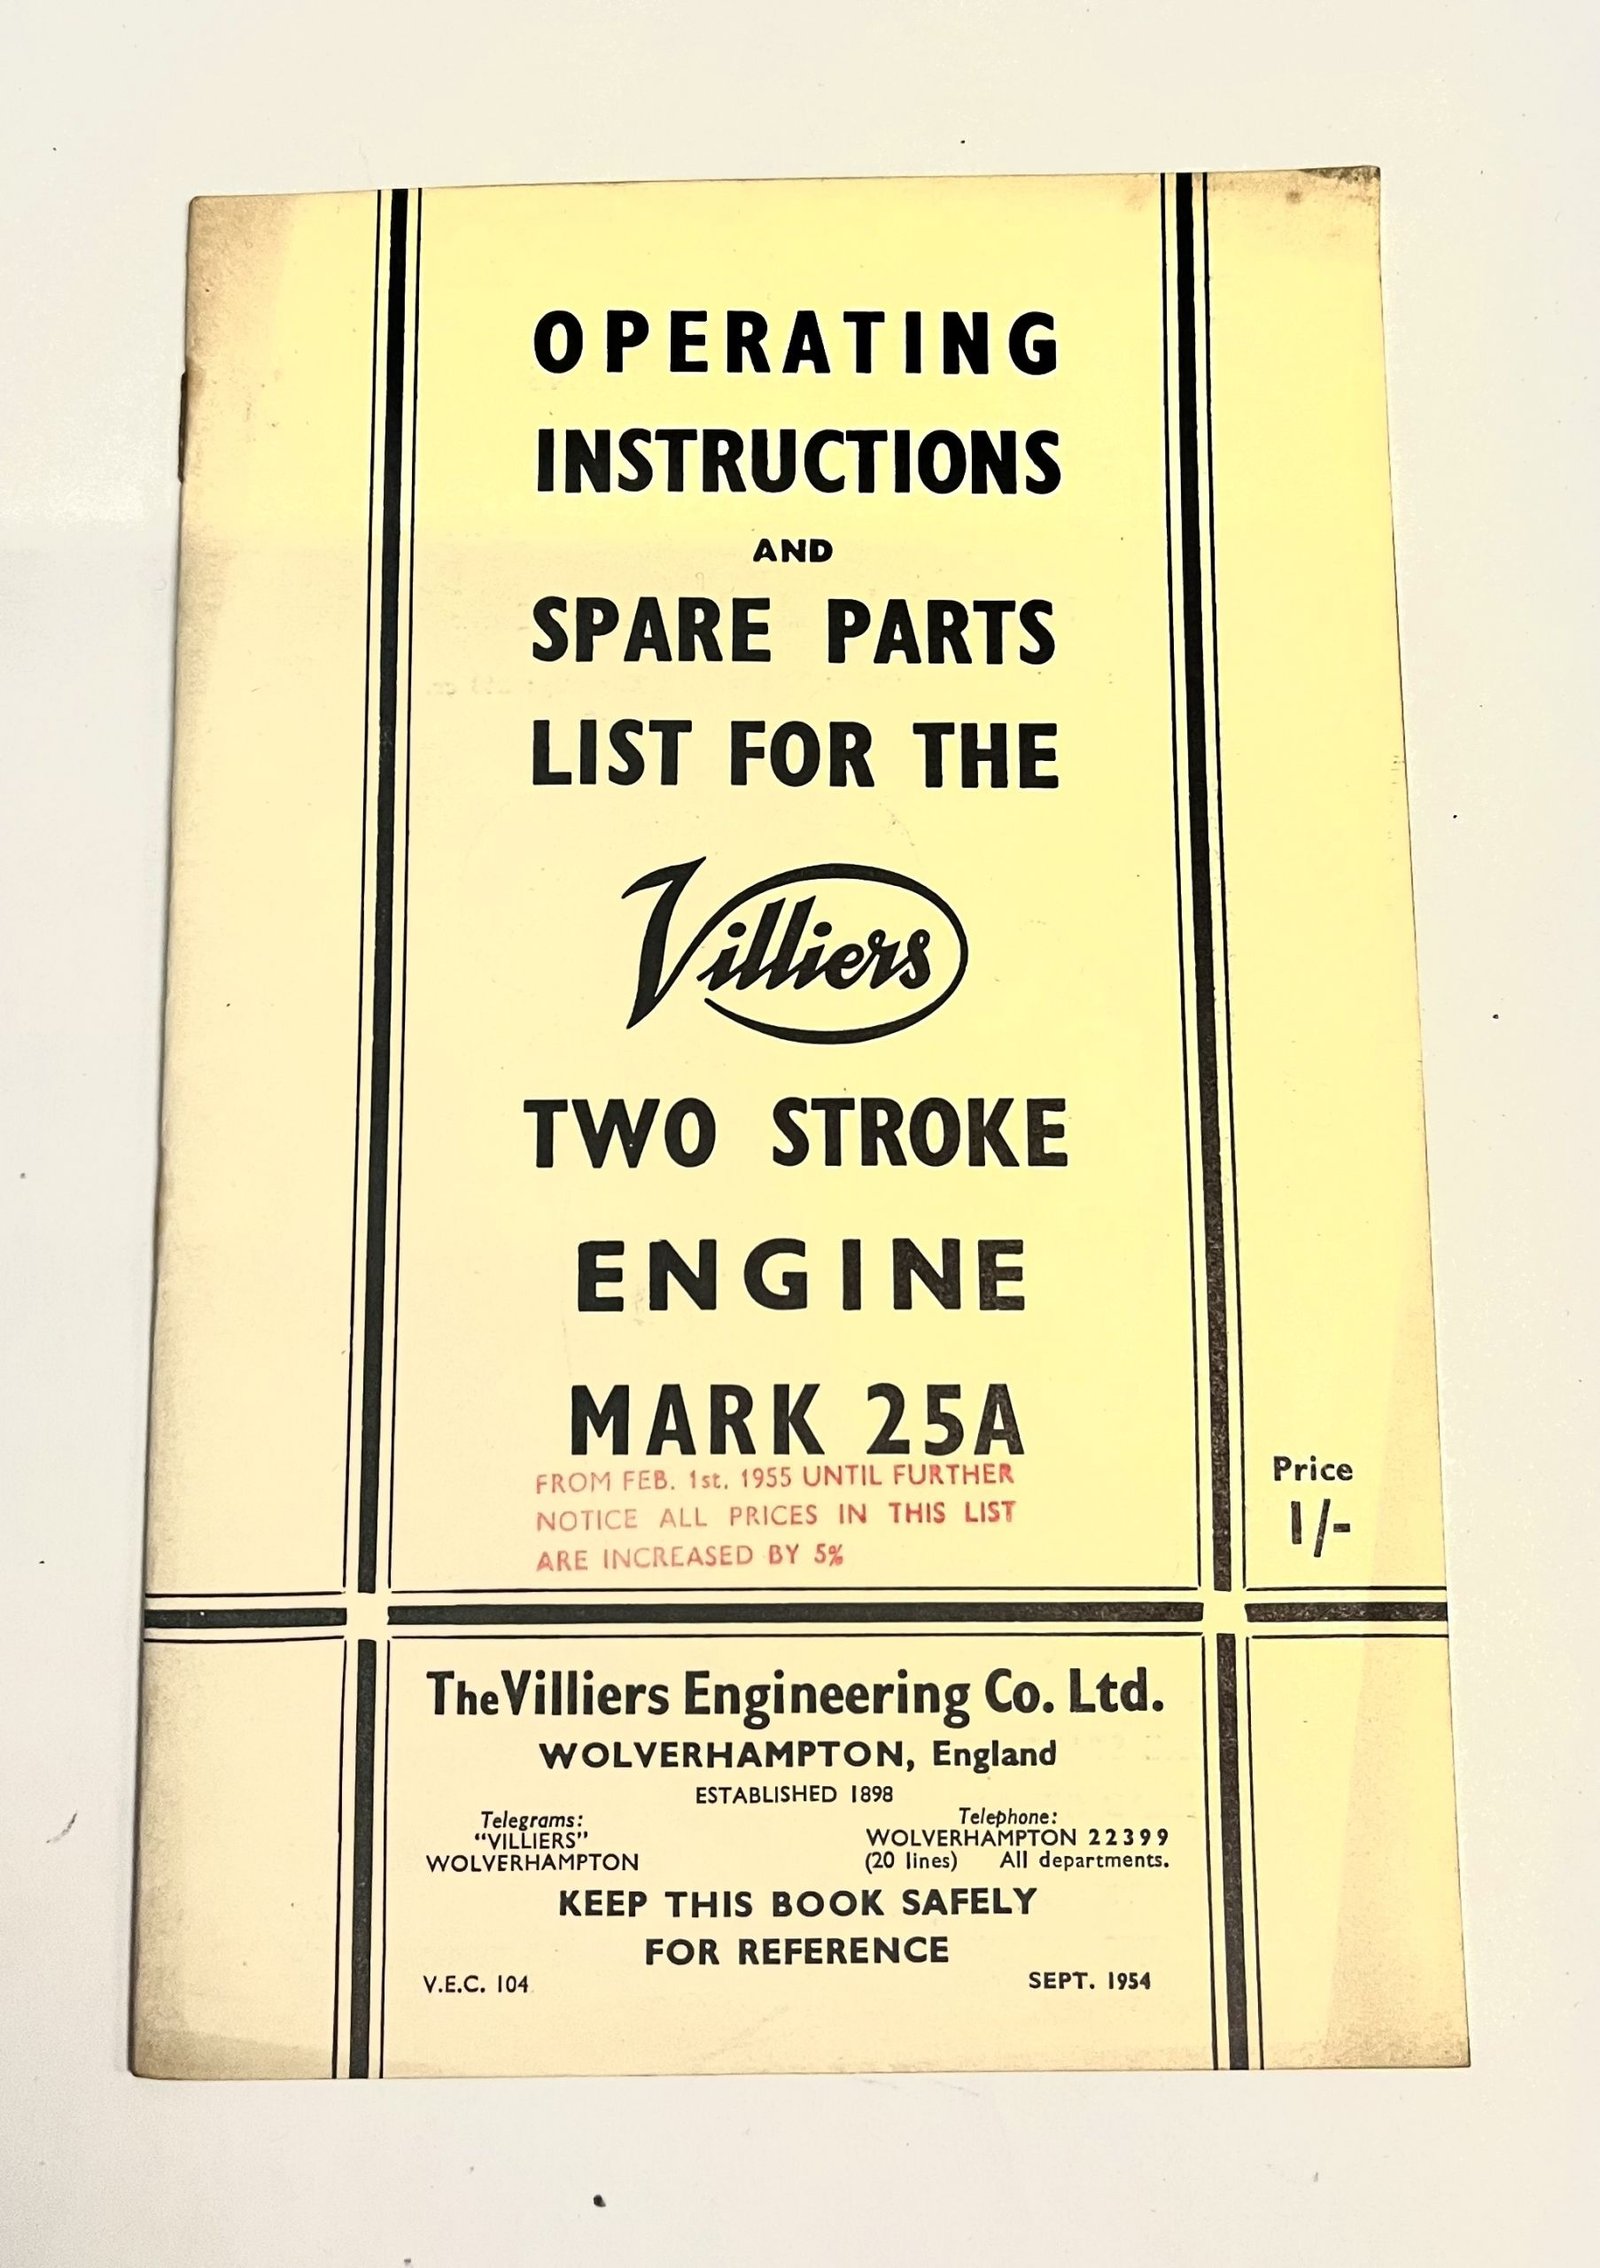 OPERATING
INSTRUCTIONS
AND
SPARE PARTS
LIST FOR THE
Villiers
TWO STROKE
ENGINE
MARK 25A
FROM FEB. 1st, 1955 UNTIL FURTHER
NOTICE ALL PRICES IN THIS LIST
ARE INCREASED BY 5%
Price
1/-
The Villiers Engineering Co. Ltd.
WOLVERHAMPTON, England
ESTABLISHED 1898
Telegrams:
"VILLIERS"
WOLVERHAMPTON
Telephone:
WOLVERHAMPTON 22399
(20 lines) All departments.
KEEP THIS BOOK SAFELY
FOR REFERENCE
V.E.C. 104
SEPT. 1954